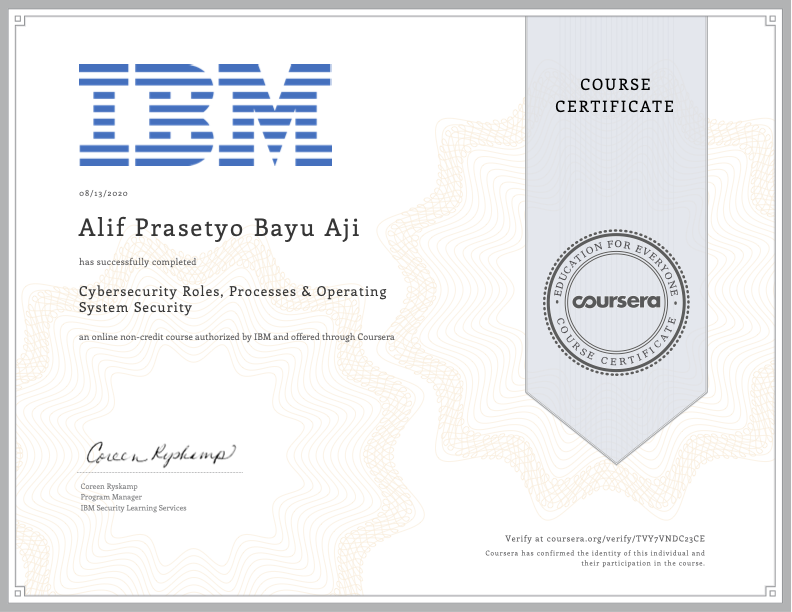 IBM
COURSE
CERTIFICATE
08/13/2020
Alif Prasetyo Bayu Aji
has successfully completed
Cybersecurity Roles, Processes & Operating
System Security
an online non-credit course authorized by IBM and offered through Coursera
EDUCATION FOR EVERYONE
coursera
COURSE CERTIFICATE
Coreen Ryskamp
Coreen Ryskamp
Program Manager
IBM Security Learning Services
Verify at coursera.org/verify/TVY7VNDC23CE
Coursera has confirmed the identity of this individual and
their participation in the course.